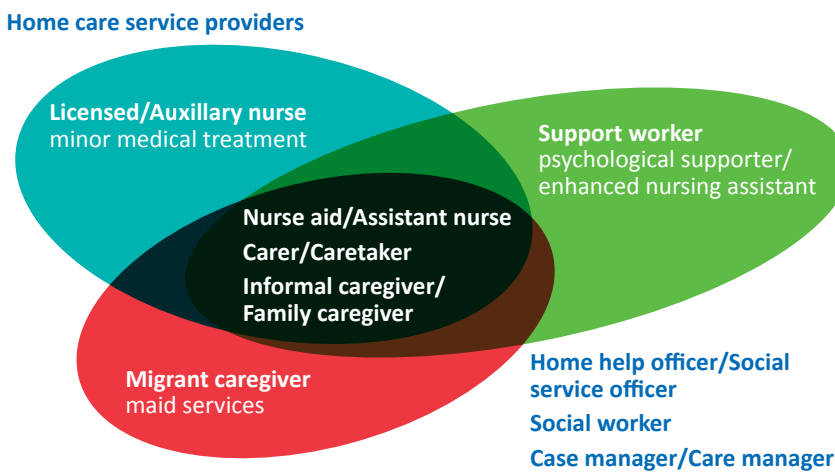 Home care service providers
Licensed/Auxillary nurse
minor medical treatment
Support worker
psychological supporter/
enhanced nursing assistant
Nurse aid/Assistant nurse
Carer/Caretaker
Informal caregiver/
Family caregiver
Migrant caregiver
maid services
Home help officer/Social
service officer
Social worker
Case manager/Care manager